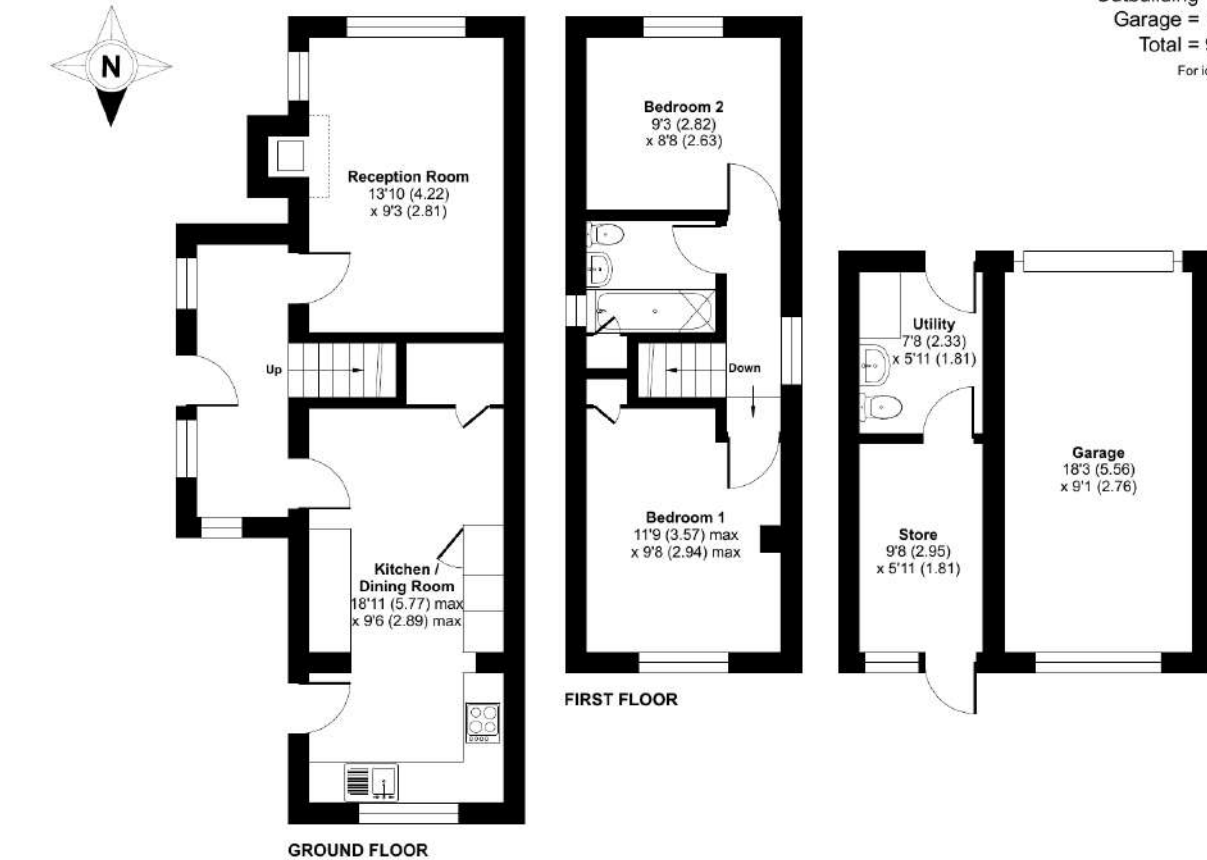 N
Outbuilding
Garage =
Total = 9
For
Reception Room
13'10 (4.22)
x 9'3 (2.81)
Up
Kitchen /
Dining Room
18'11 (5.77) max
x 9'6 (2.89) max
GROUND FLOOR
Bedroom 2
9'3 (2.82)
x 8'8 (2.63)
Down
Bedroom 1
11'9 (3.57) max
x 9'8 (2.94) max
FIRST FLOOR
Utility
7'8 (2.33)
x 5'11 (1.81)
Store
9'8 (2.95)
x 5'11 (1.81)
Garage
18'3 (5.56)
x 9'1 (2.76)